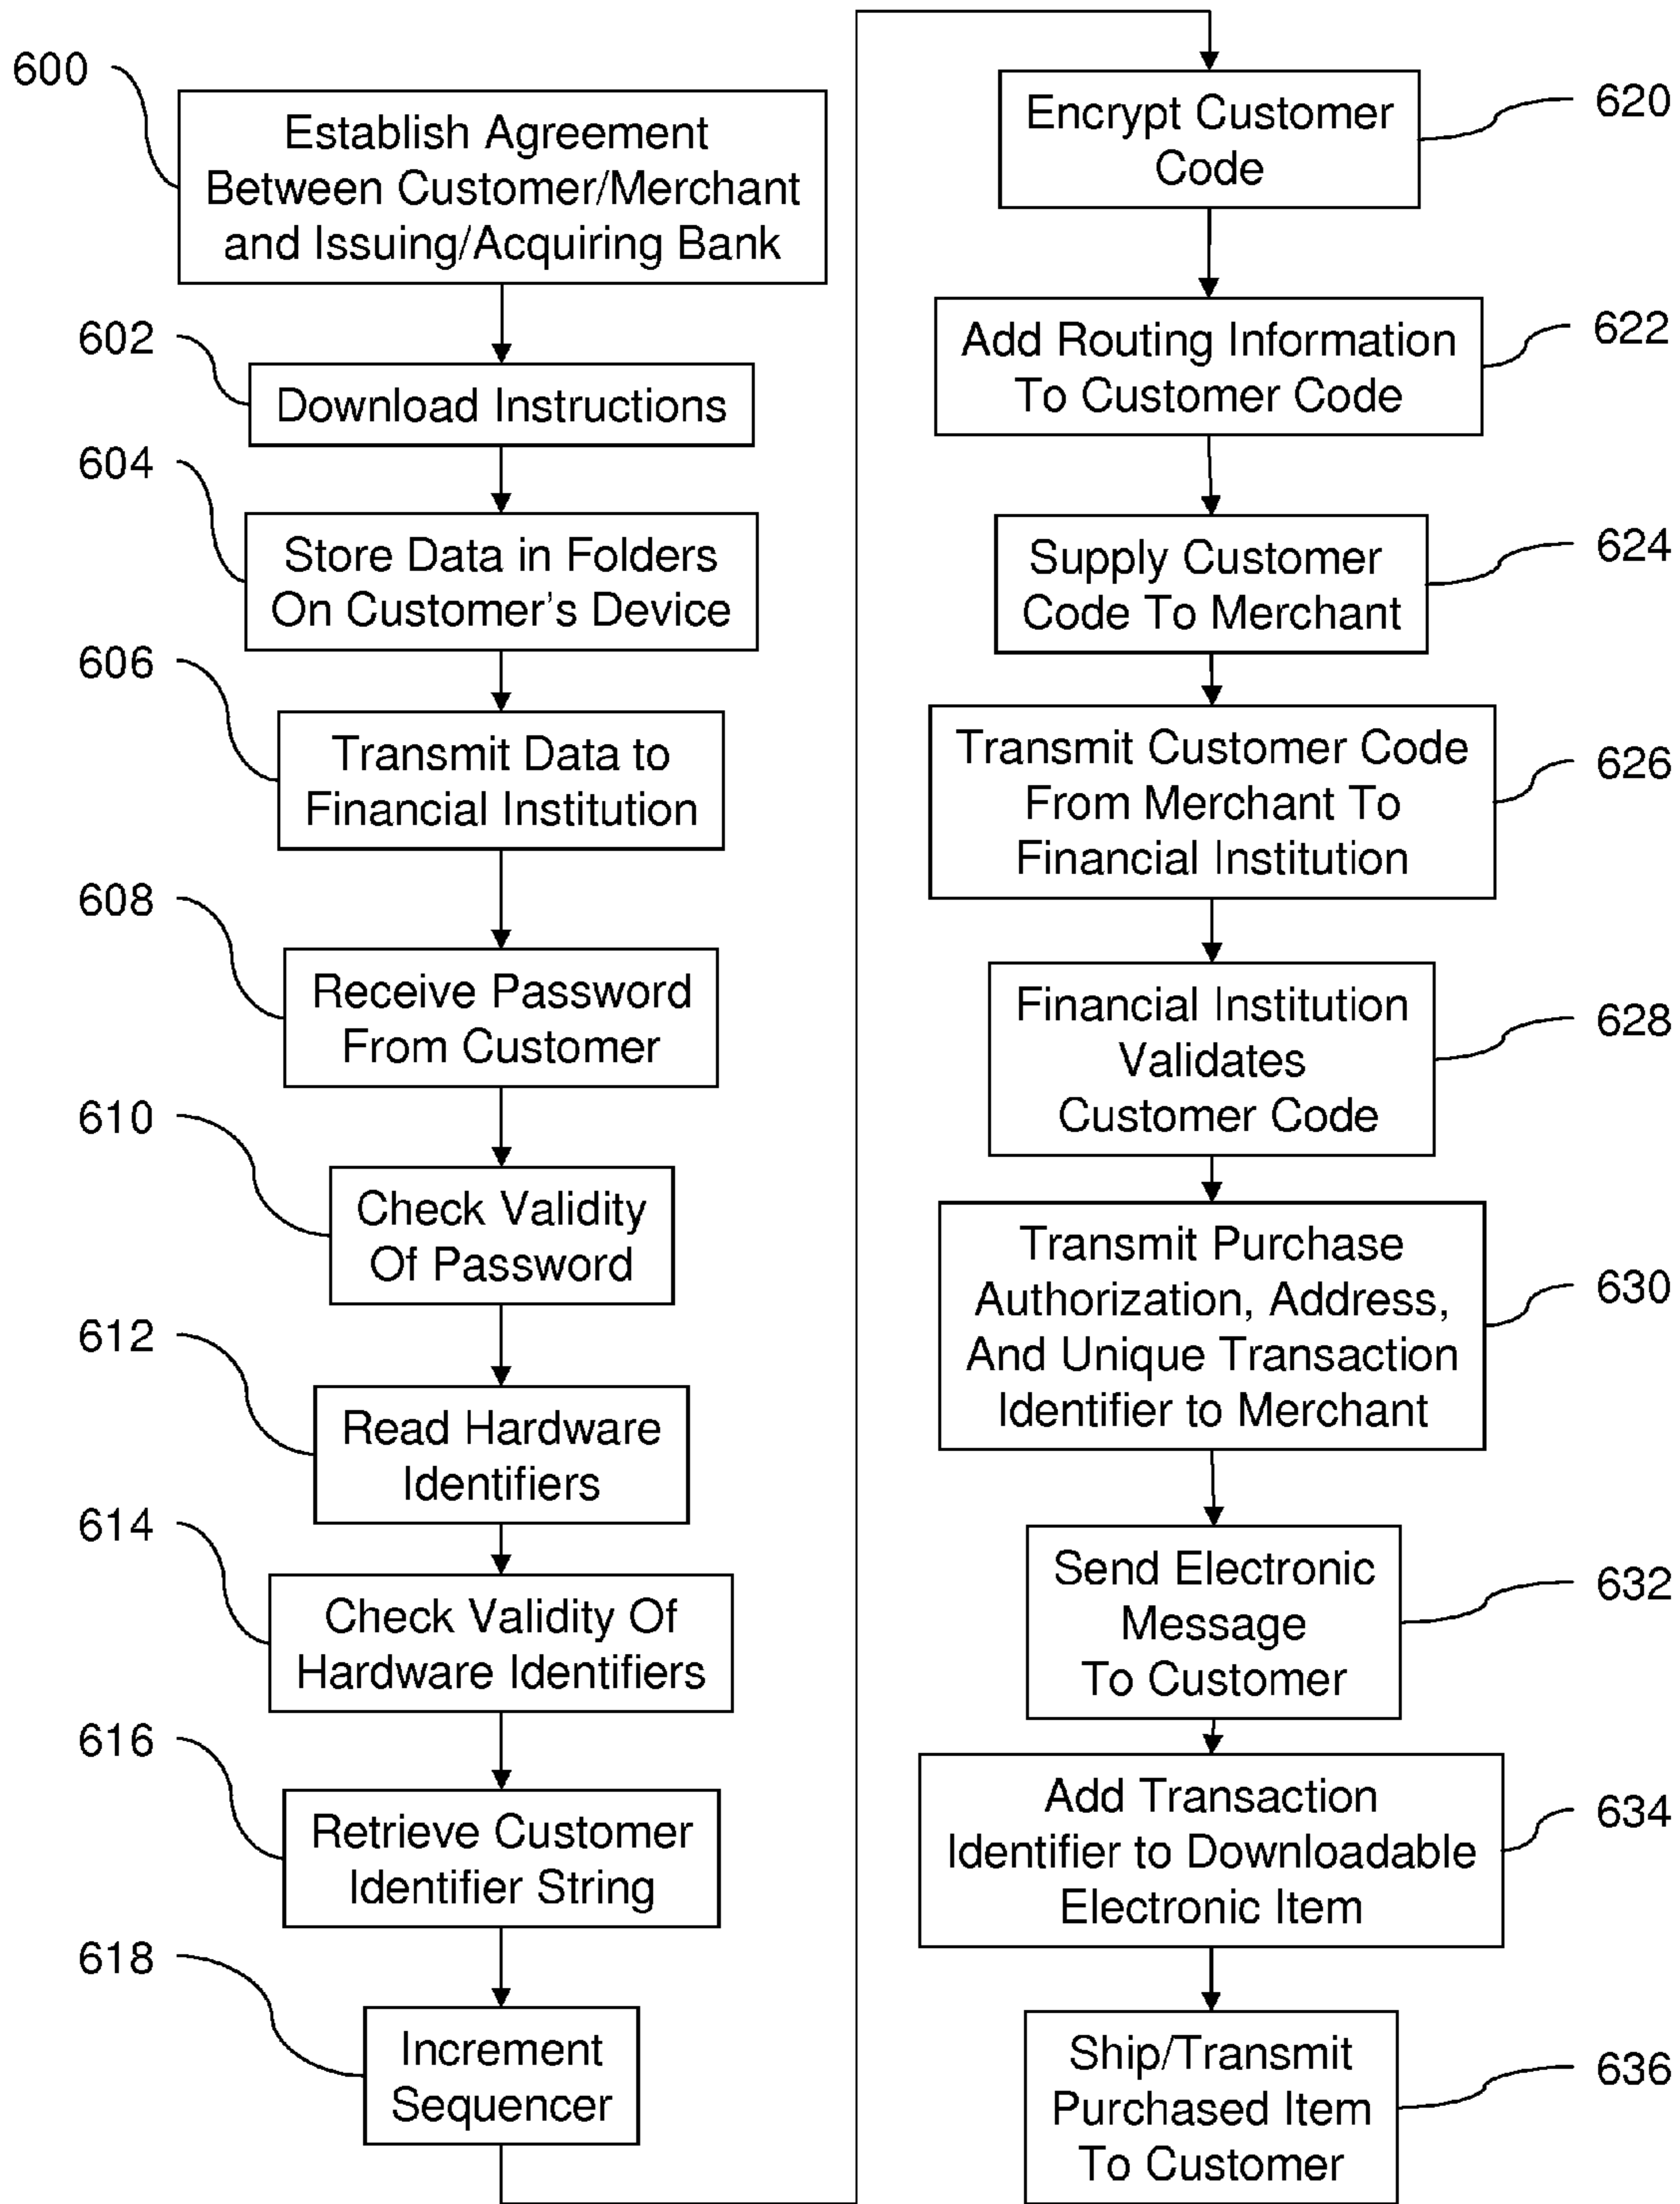 600
Establish Agreement
Between Customer/Merchant
and Issuing/Acquiring Bank
602
Download Instructions
604
Store Data in Folders
On Customer's Device
606
Transmit Data to
Financial Institution
608
Receive Password
From Customer
610
Check Validity
Of Password
612
Read Hardware
Identifiers
614
Check Validity Of
Hardware Identifiers
616
Retrieve Customer
Identifier String
618
Increment
Sequencer
620
Encrypt Customer
Code
622
Add Routing Information
To Customer Code
624
Supply Customer
Code To Merchant
626
Transmit Customer Code
From Merchant To
Financial Institution
628
Financial Institution
Validates
Customer Code
630
Transmit Purchase
Authorization, Address,
And Unique Transaction
Identifier to Merchant
632
Send Electronic
Message
To Customer
634
Add Transaction
Identifier to Downloadable
Electronic Item
636
Ship/Transmit
Purchased Item
To Customer